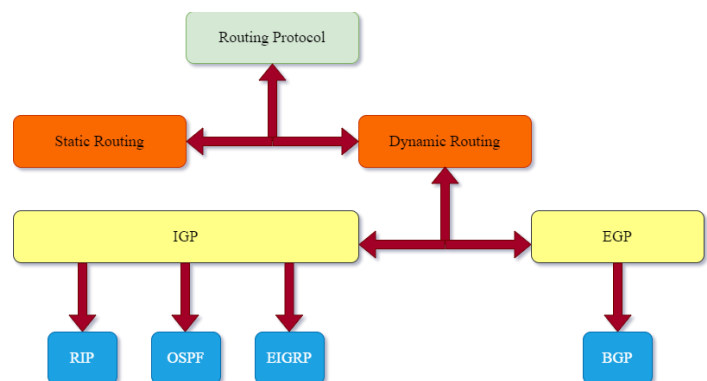 Routing Protocol
Static Routing
Dynamic Routing
IGP
EGP
RIP
OSPF
EIGRP
BGP